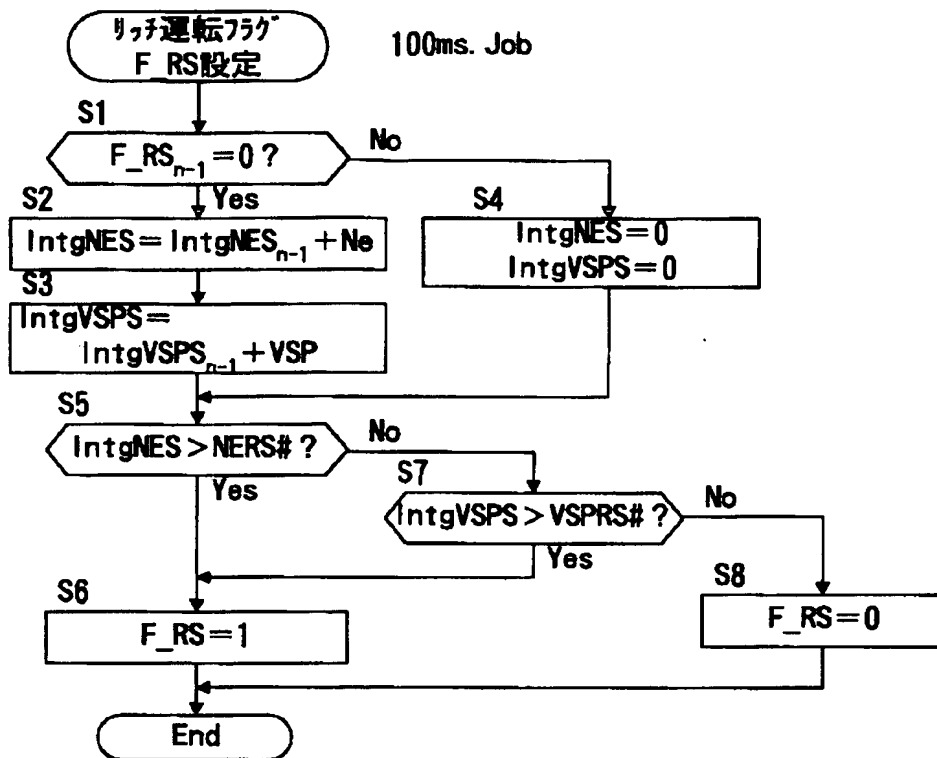 ﾘｯﾁ運転ﾌﾗｸﾞ
F_RS設定
100ms. Job
S1
F_RSn-1=0?
No
Yes
S2
IntgNES=IntgNESn-1+Ne
S4
IntgNES=0
IntgVSPS=0
S3
IntgVSPS=
IntgVSPSn-1+VSP
S5
IntgNES>NERS#?
No
Yes
S7
IntgVSPS>VSPRS#?
No
Yes
S6
F_RS=1
S8
F_RS=0
End